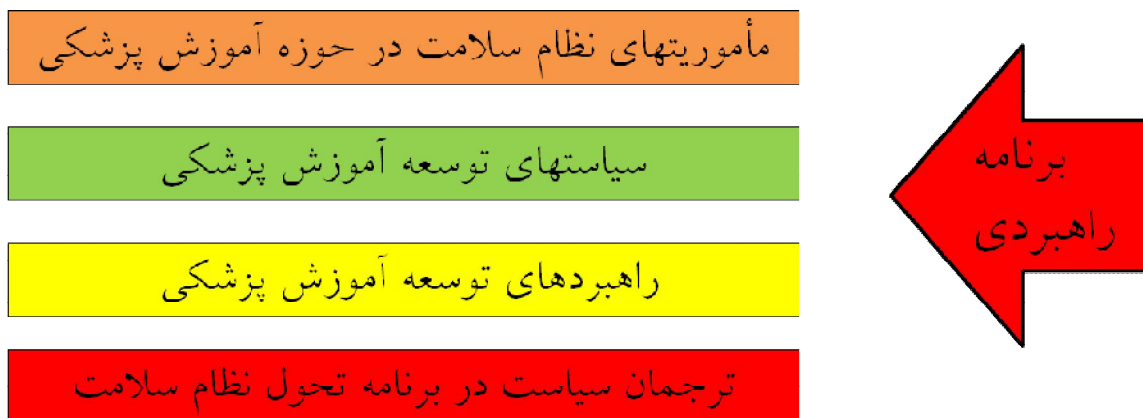 مأموریتهای نظام سلامت در حوزه آموزش پزشکی
سیاستهای توسعه آموزش پزشکی
راهبردهای توسعه آموزش پزشکی
ترجمان سیاست در برنامه تحول نظام سلامت
برنامه
راهبردی